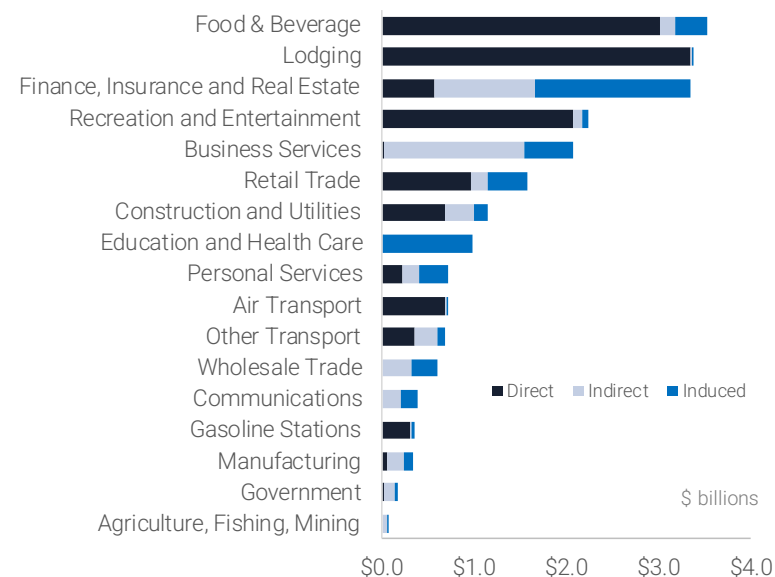 Food & Beverage
Lodging
Finance, Insurance and Real Estate
Recreation and Entertainment
Business Services
Retail Trade
Construction and Utilities
Education and Health Care
Personal Services
Air Transport
Other Transport
Wholesale Trade
Communications
Gasoline Stations
Manufacturing
Government
Agriculture, Fishing, Mining
Direct Indirect Induced
$ billions
$0.0 $1.0 $2.0 $3.0 $4.0